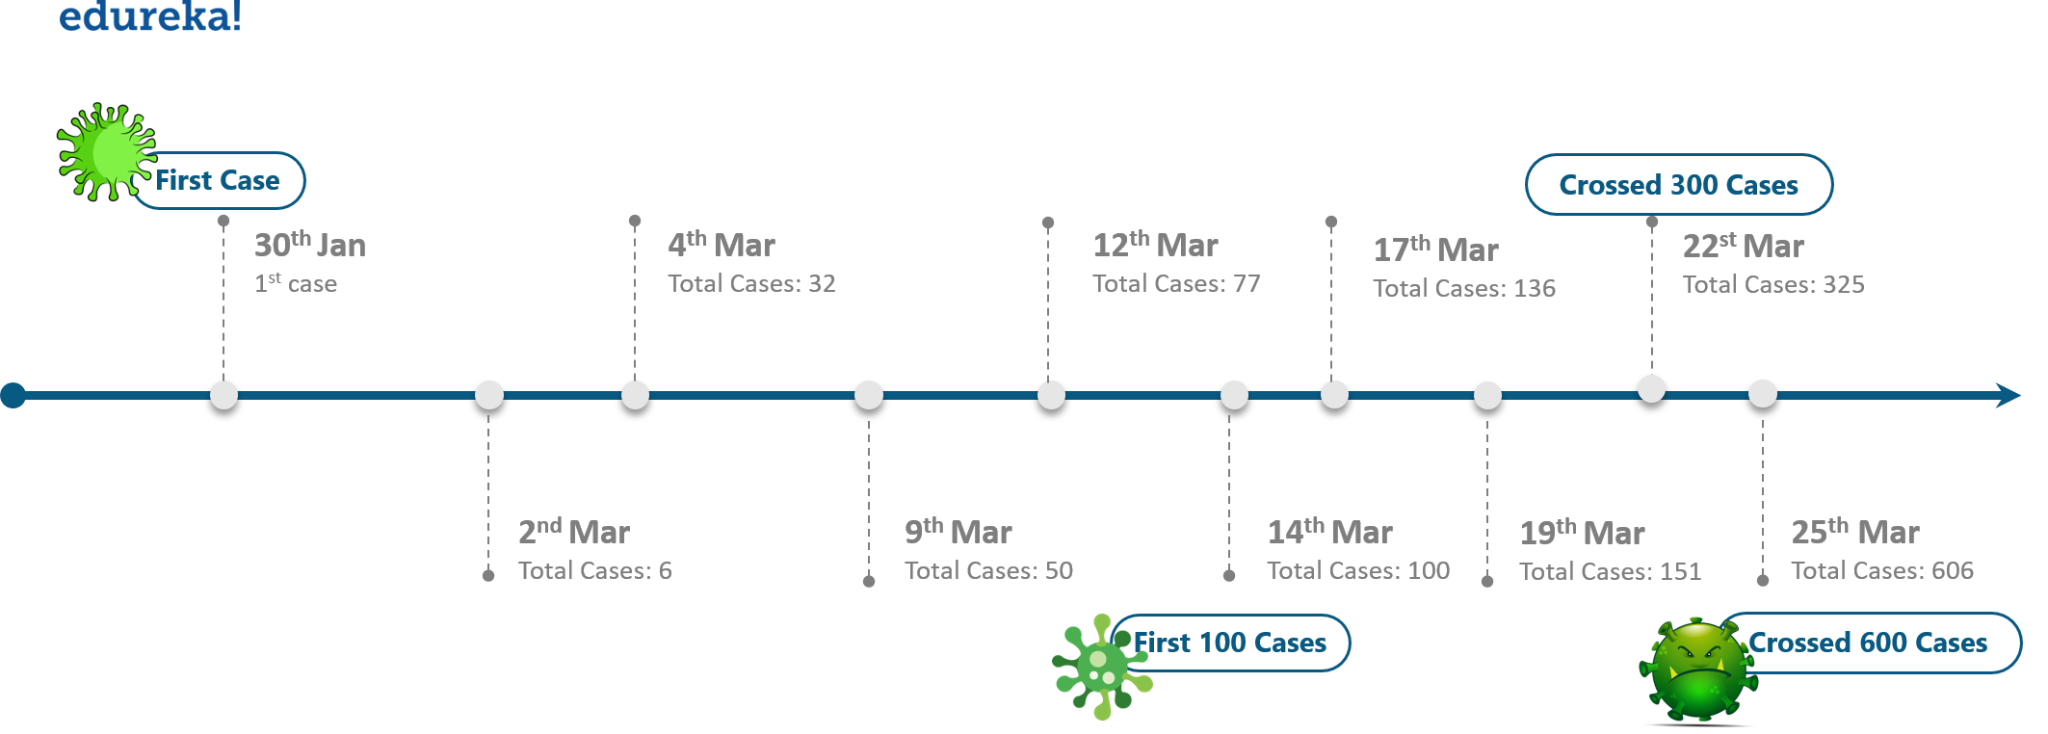 edureka!
First Case
30th Jan
1st case
4th Mar
Total Cases: 32
12th Mar
Total Cases: 77
17th Mar
Total Cases: 136
Crossed 300 Cases
22st Mar
Total Cases: 325
2nd Mar
Total Cases: 6
9th Mar
Total Cases: 50
14th Mar
Total Cases: 100
First 100 Cases
19th Mar
Total Cases: 151
25th Mar
Total Cases: 606
Crossed 600 Cases